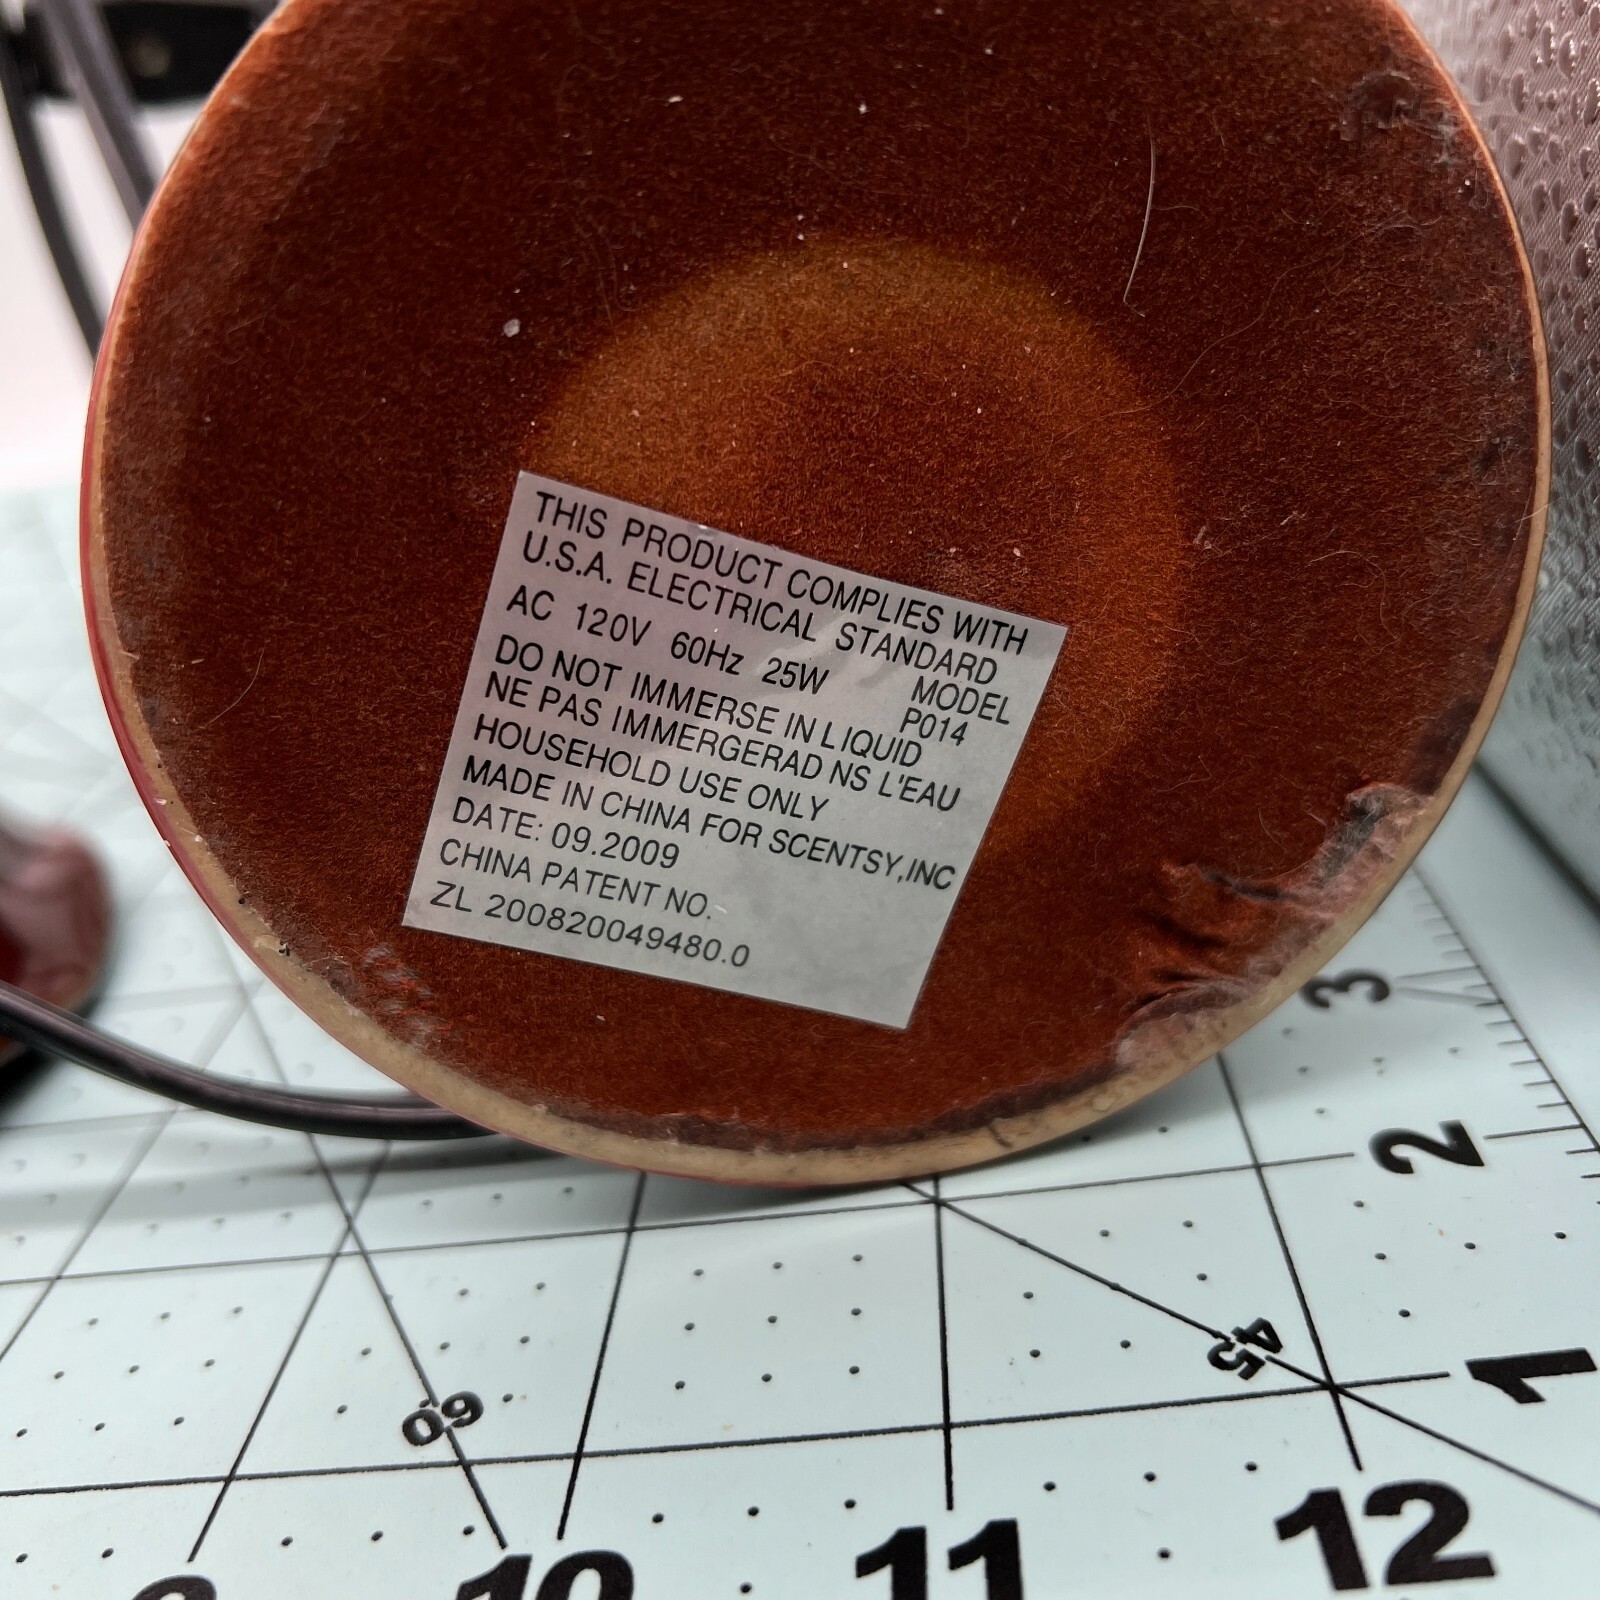 THIS PRODUCT COMPLIES WITH
U.S.A. ELECTRICAL STANDARD
AC 120V 60Hz 25W
MODEL
P014
DO NOT IMMERSE IN LIQUID
NE PAS IMMERGERAD NS L'EAU
HOUSEHOLD USE ONLY
MADE IN CHINA FOR SCENTSY,INC
DATE: 09.2009
CHINA PATENT NO.
ZL 200820049480.0
3
2
1
45
60
10
11
12